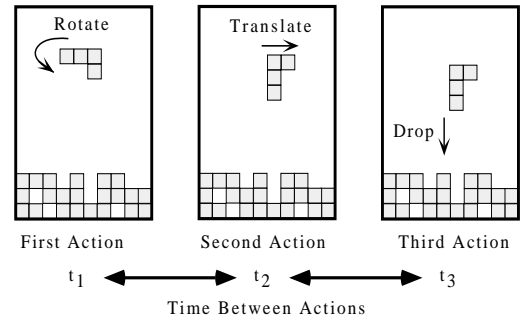 Rotate
Translate
Drop
First Action
Second Action
Third Action
t1
t2
t3
Time Between Actions